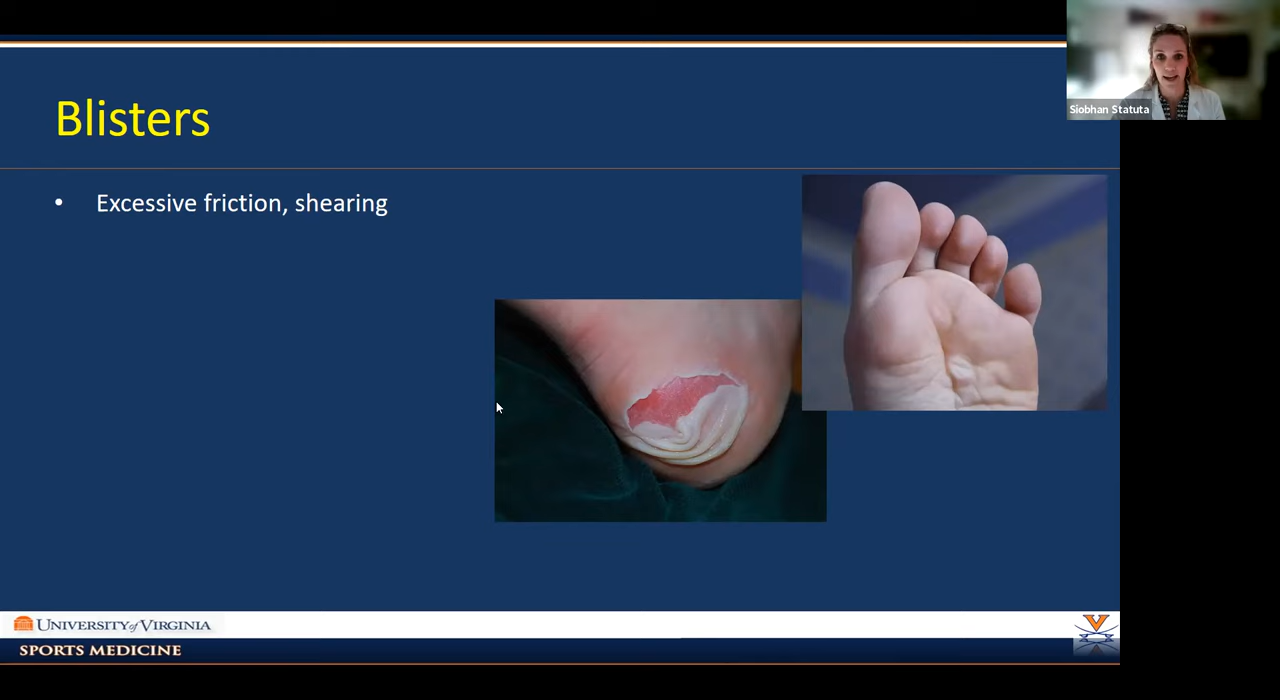 Siobhan Statuta
Blisters
• Excessive friction, shearing
UNIVERSITY of VIRGINIA
SPORTS MEDICINE